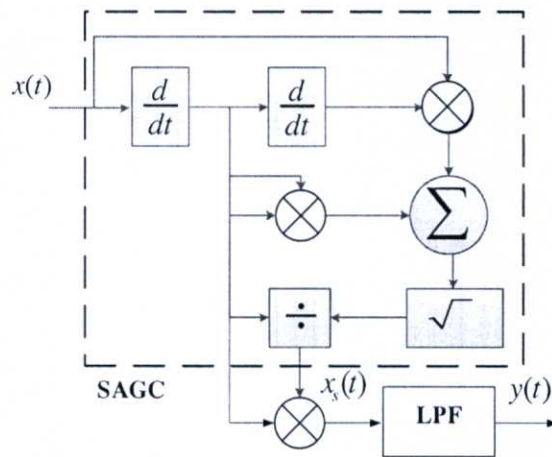 x(t)
d
dt
d
dt
Σ
÷
√
SAGC
x_s(t)
LPF
y(t)